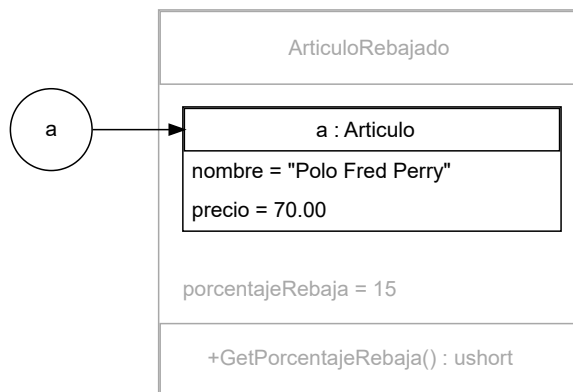 ArticuloRebajado
a
a : Articulo
nombre = "Polo Fred Perry"
precio = 70.00
porcentajeRebaja = 15
+GetPorcentajeRebaja() : ushort